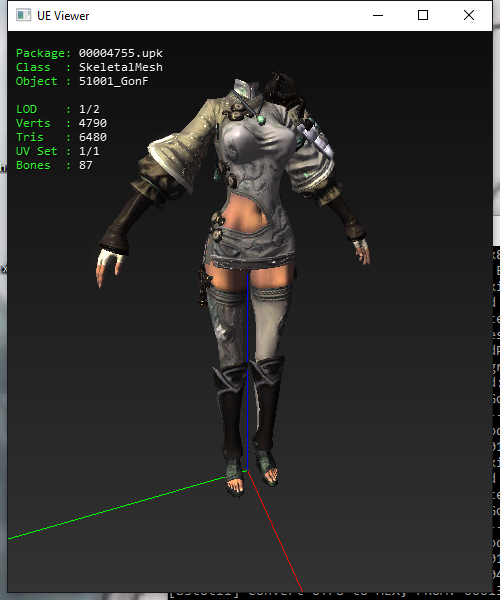 UE Viewer
Package: 00004755.upk
Class : SkeletalMesh
Object : 51001_GonF
LOD : 1/2
Verts : 4790
Tris : 6480
UV Set : 1/1
Bones : 87